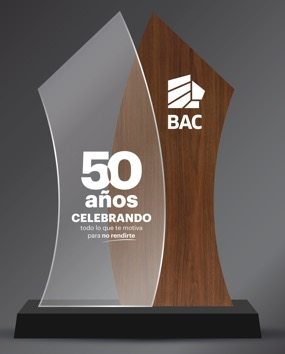 BAC
50
años
CELEBRANDO
todo lo que te motiva
para no rendirte